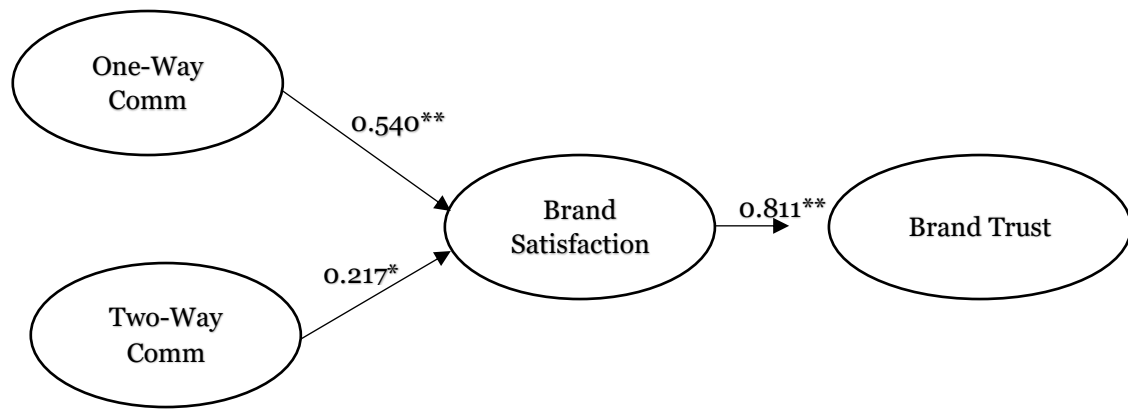 One-Way
Comm
0.540**
Brand
Satisfaction
0.811**
Brand Trust
0.217*
Two-Way
Comm